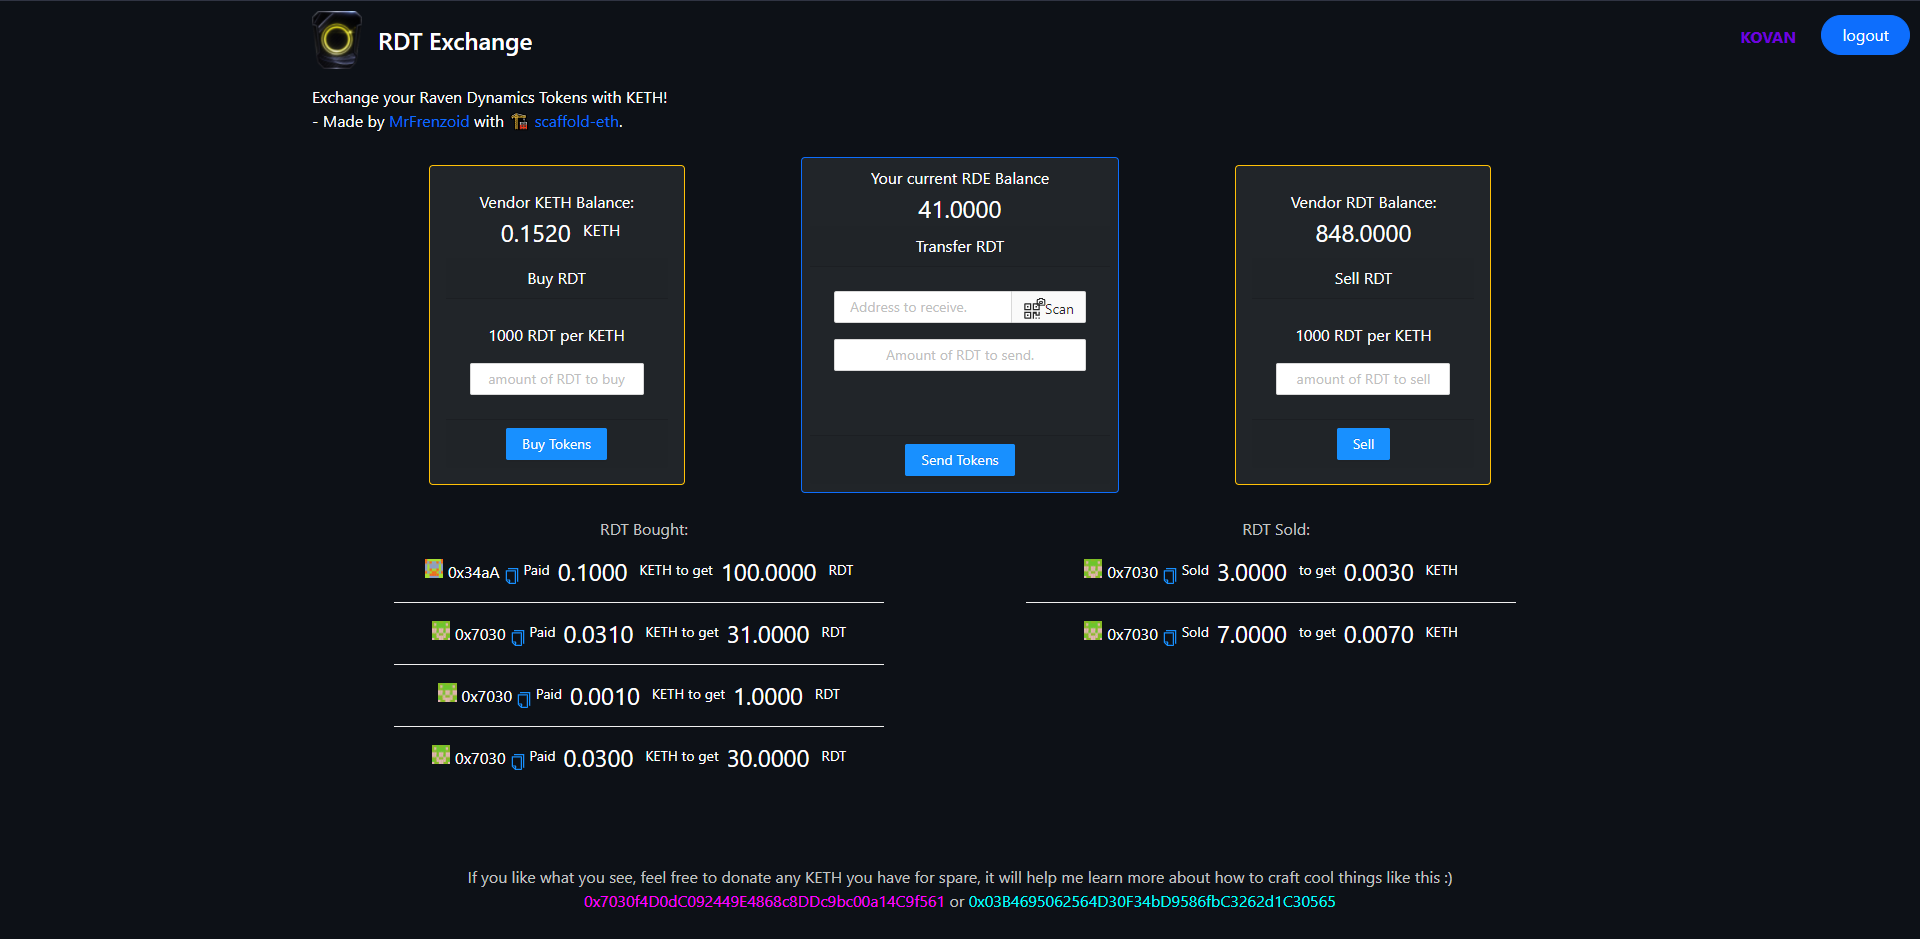 RDT Exchange
KOVAN
logout
Exchange your Raven Dynamics Tokens with KETH!
- Made by MrFrenzoid with scaffold-eth.
Vendor KETH Balance:
0.1520 KETH
Buy RDT
1000 RDT per KETH
amount of RDT to buy
Buy Tokens
Your current RDE Balance
41.0000
Transfer RDT
Address to receive.
Scan
Amount of RDT to send.
Send Tokens
Vendor RDT Balance:
848.0000
Sell RDT
1000 RDT per KETH
amount of RDT to sell
Sell
RDT Bought:
0x34aA Paid 0.1000 KETH to get 100.0000 RDT
0x7030 Paid 0.0310 KETH to get 31.0000 RDT
0x7030 Paid 0.0010 KETH to get 1.0000 RDT
0x7030 Paid 0.0300 KETH to get 30.0000 RDT
RDT Sold:
0x7030 Sold 3.0000 to get 0.0030 KETH
0x7030 Sold 7.0000 to get 0.0070 KETH
If you like what you see, feel free to donate any KETH you have for spare, it will help me learn more about how to craft cool things like this :)
0x7030f4D0dC092449E4868c8DDc9bc00a14C9f561 or 0x03B4695062564D30F34bD9586fbC3262d1C30565